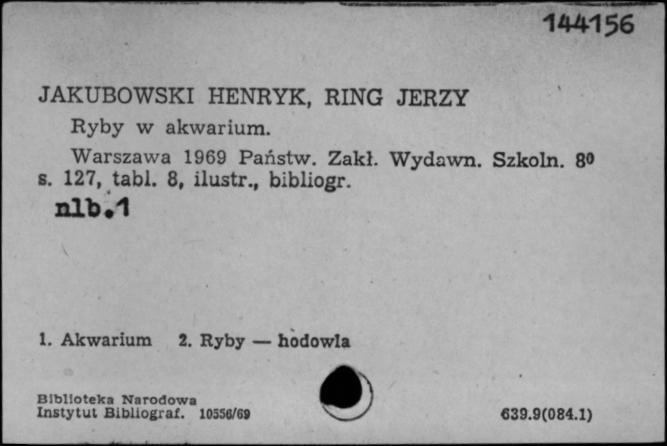 144156
JAKUBOWSKI HENRYK, RING JERZY
Ryby w akwarium.
Warszawa 1969 Państw. Zakł. Wydawn. Szkoln. 8⁰
s. 127, tabl. 8, ilustr., bibliogr.
nlb.1
1. Akwarium 2. Ryby — hodowla
Biblioteka Narodowa
Instytut Bibliograf. 10556/69
639.9(084.1)